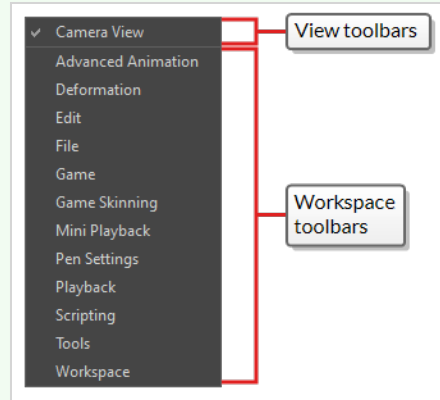 Camera View
Advanced Animation
Deformation
Edit
File
Game
Game Skinning
Mini Playback
Pen Settings
Playback
Scripting
Tools
Workspace
View toolbars
Workspace
toolbars